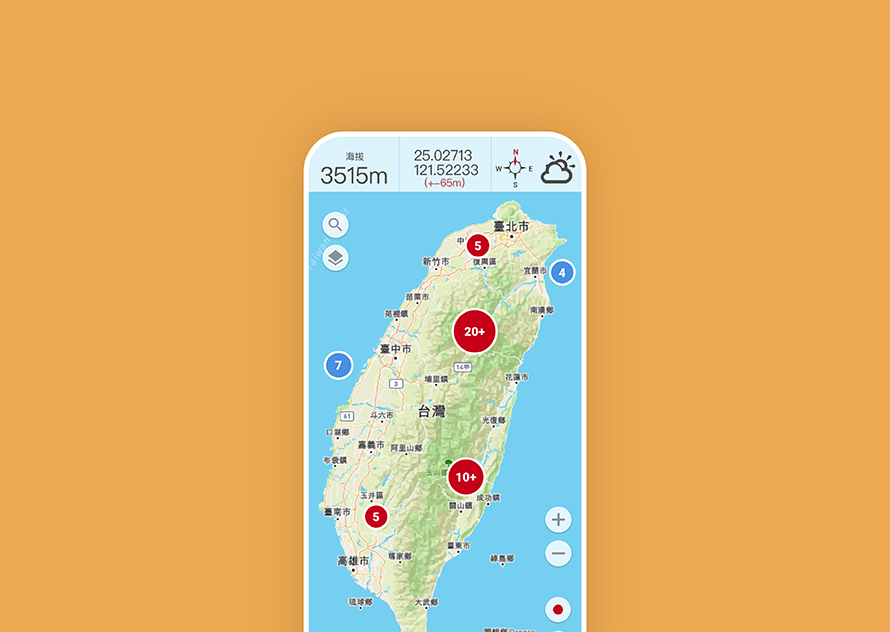 海拔
3515m
25.02713
121.52233
(+−65m)
N
W E
S
臺北市
中
5
復興區
新竹市
宜蘭市
4
苗栗市
苑裡鎮
南澳鄉
20+
臺中市
7
14甲
3
埔里鎮
花蓮市
61
斗六市
台灣
口湖鄉
光復鄉
嘉義市
阿里山鄉
布袋鎮
玉山國
10+
玉井區
成功鎮
臺南市
5
關山鎮
臺東市
高雄市
瑪家鄉
綠島鄉
琉球鄉
大武鄉